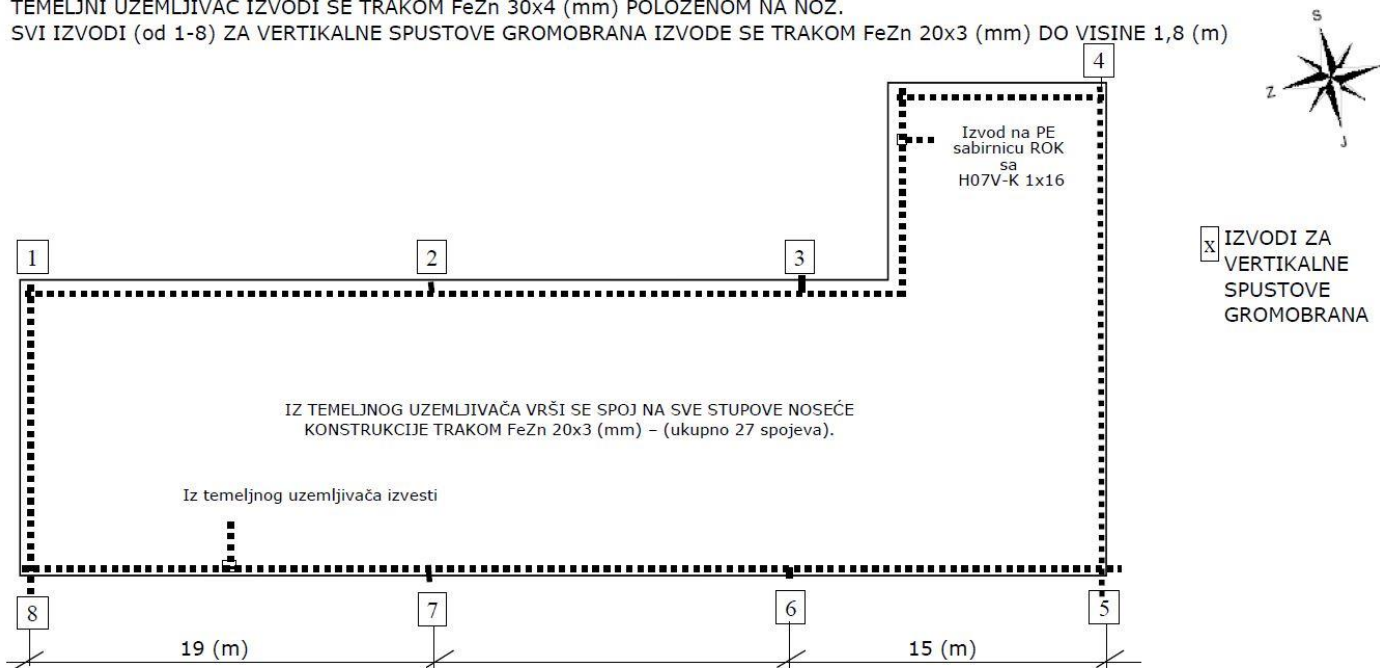 TEMELJNI UZEMLJIVAČ IZVODI SE TRAKOM FeZn 30x4 (mm) POLOŽENOM NA NOŽ.
SVI IZVODI (od 1-8) ZA VERTIKALNE SPUSTOVE GROMOBRANA IZVODE SE TRAKOM FeZn 20x3 (mm) DO VISINE 1,8 (m)
S
Z
J
4
Izvod na PE
sabirnicu ROK
sa
H07V-K 1x16
1
2
3
x IZVODI ZA
VERTIKALNE
SPUSTOVE
GROMOBRANA
IZ TEMELJNOG UZEMLJIVAČA VRŠI SE SPOJ NA SVE STUPOVE NOSEĆE
KONSTRUKCIJE TRAKOM FeZn 20x3 (mm) – (ukupno 27 spojeva).
Iz temeljnog uzemljivača izvesti
8
7
6
5
19 (m)
15 (m)